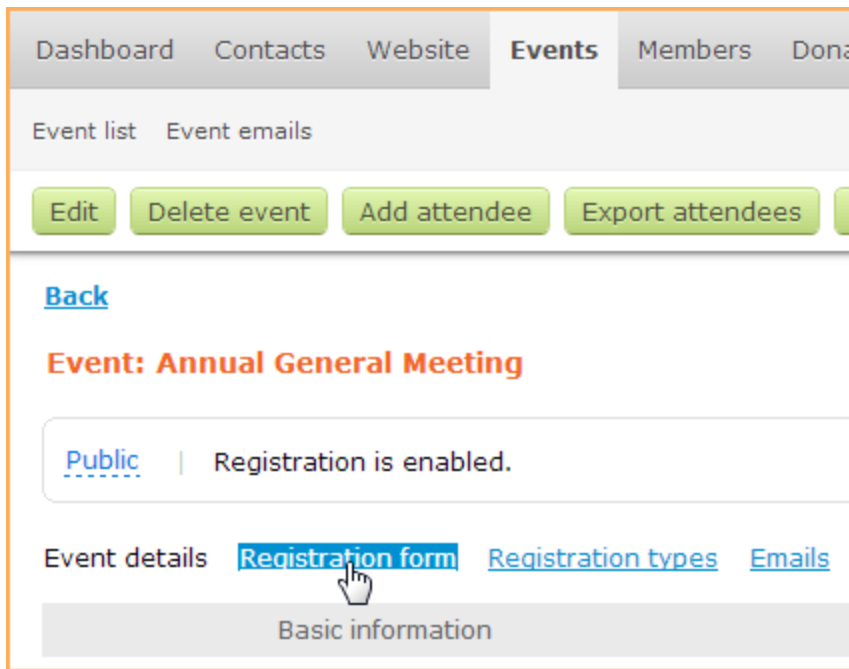 Dashboard Contacts Website Events Members
Event list Event emails
Edit Delete event Add attendee Export attendees
Back
Event: Annual General Meeting
Public | Registration is enabled.
Event details Registration form Registration types Emails
Basic information